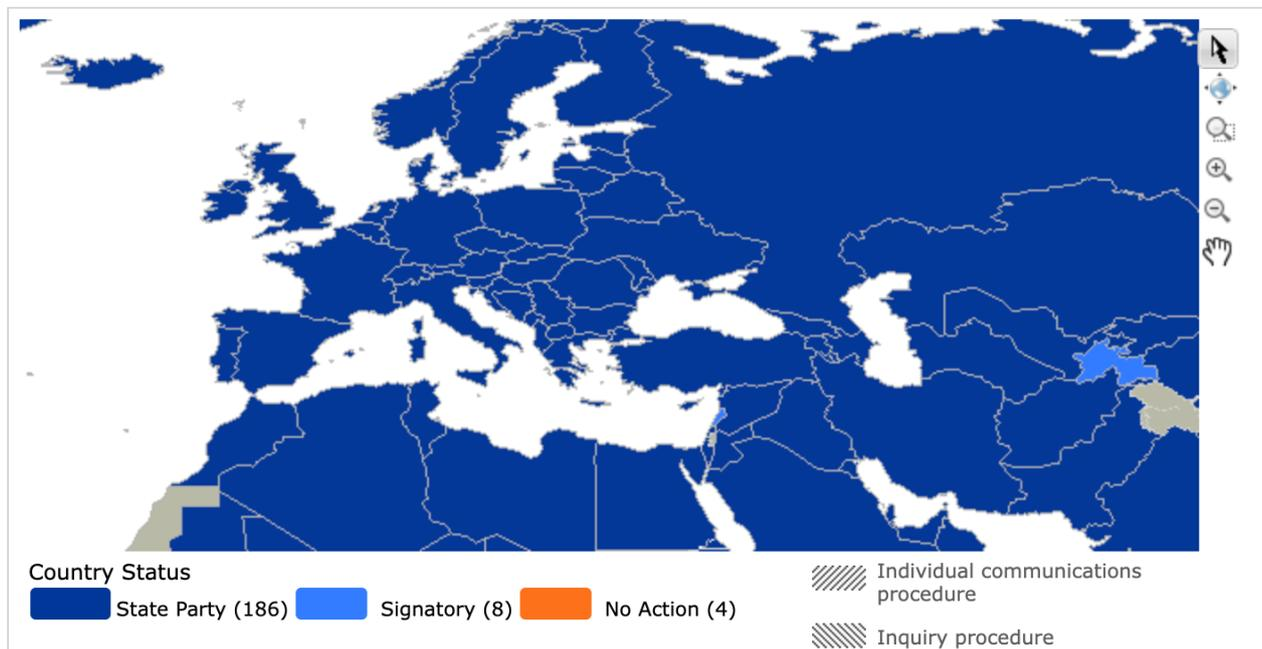 Country Status
State Party (186)
Signatory (8)
No Action (4)
Individual communications
procedure
Inquiry procedure